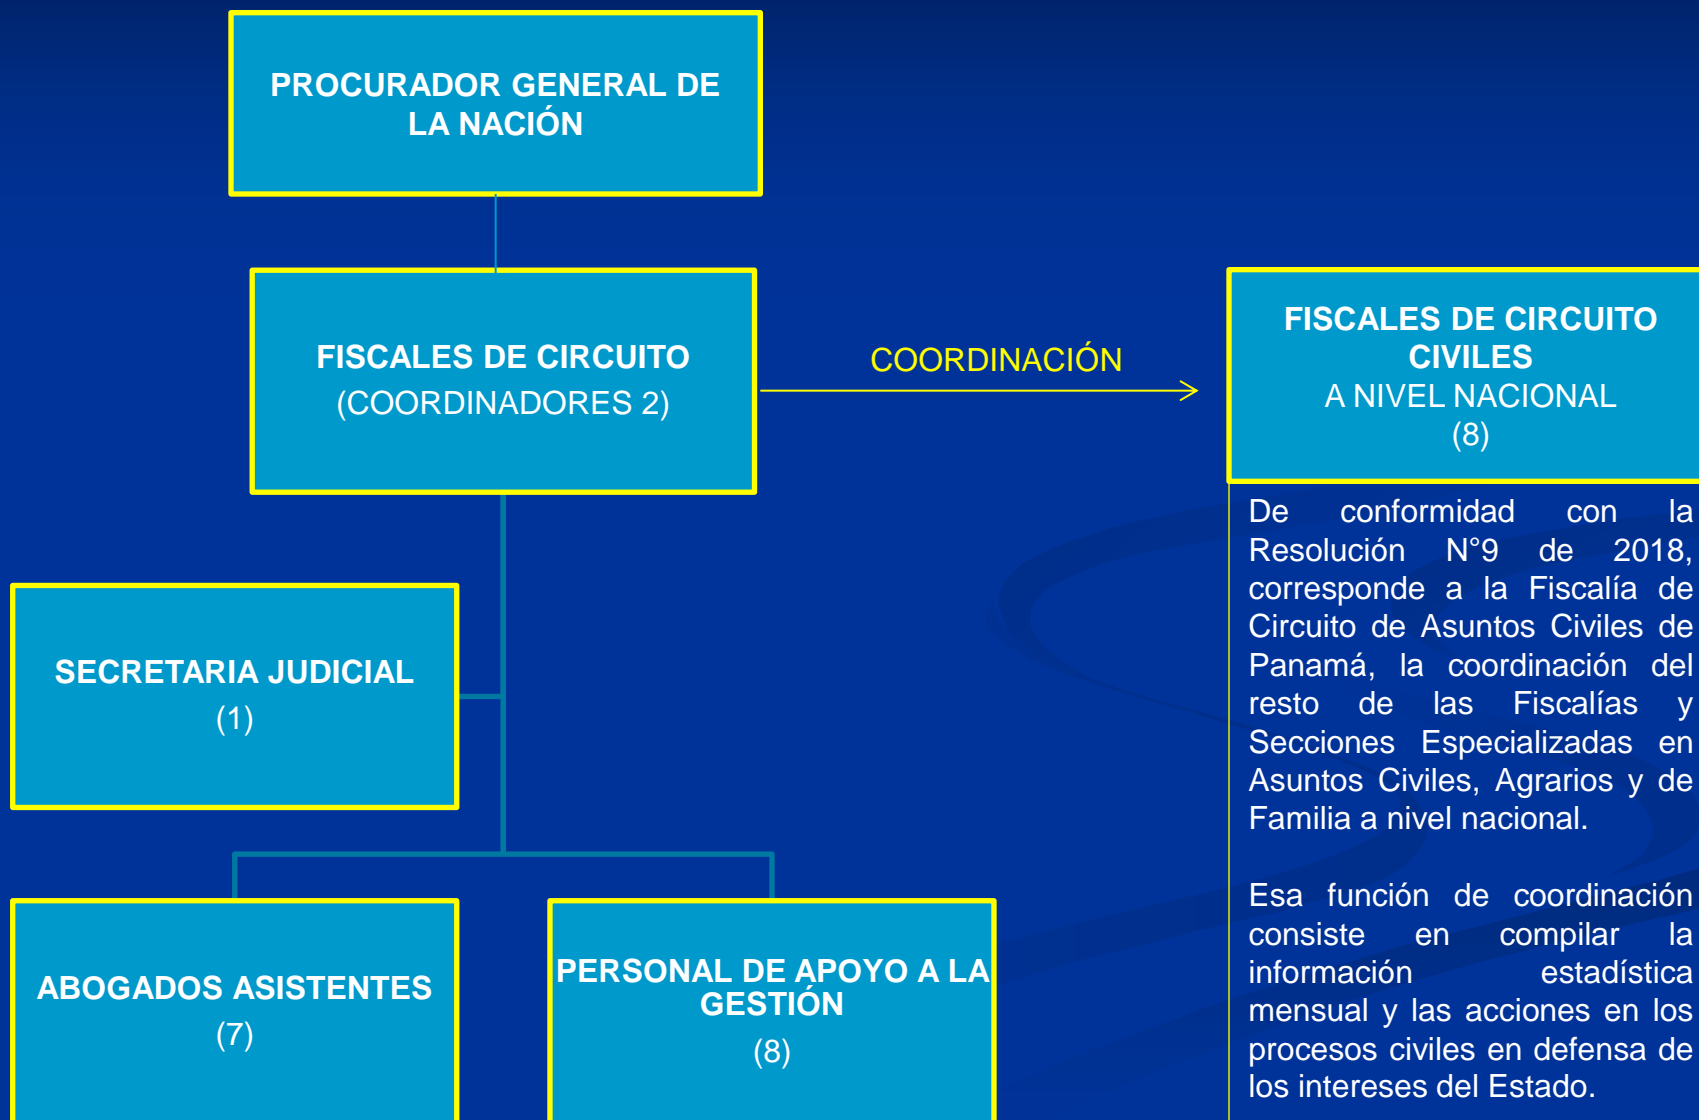 PROCURADOR GENERAL DE
LA NACIÓN
FISCALES DE CIRCUITO
(COORDINADORES 2)
COORDINACIÓN
FISCALES DE CIRCUITO
CIVILES
A NIVEL NACIONAL
(8)
De conformidad con la
Resolución N°9 de 2018,
corresponde a la Fiscalía de
Circuito de Asuntos Civiles de
Panamá, la coordinación del
resto de las Fiscalías y
Secciones Especializadas en
Asuntos Civiles, Agrarios y de
Familia a nivel nacional.
Esa función de coordinación
consiste en compilar la
información estadística
mensual y las acciones en los
procesos civiles en defensa de
los intereses del Estado.
SECRETARIA JUDICIAL
(1)
ABOGADOS ASISTENTES
(7)
PERSONAL DE APOYO A LA
GESTIÓN
(8)